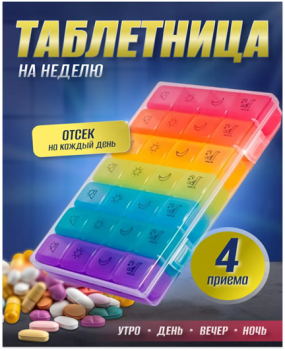 ТАБЛЕТНИЦА
НА НЕДЕЛЮ
ОТСЕК
на каждый день
4
приема
УТРО • ДЕНЬ • ВЕЧЕР • НОЧЬ